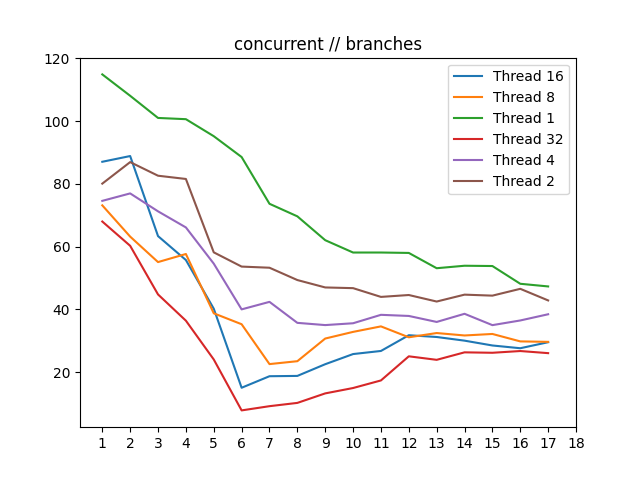 concurrent // branches
Thread 16
Thread 8
Thread 1
Thread 32
Thread 4
Thread 2
120
100
80
60
40
20
1 2 3 4 5 6 7 8 9 10 11 12 13 14 15 16 17 18